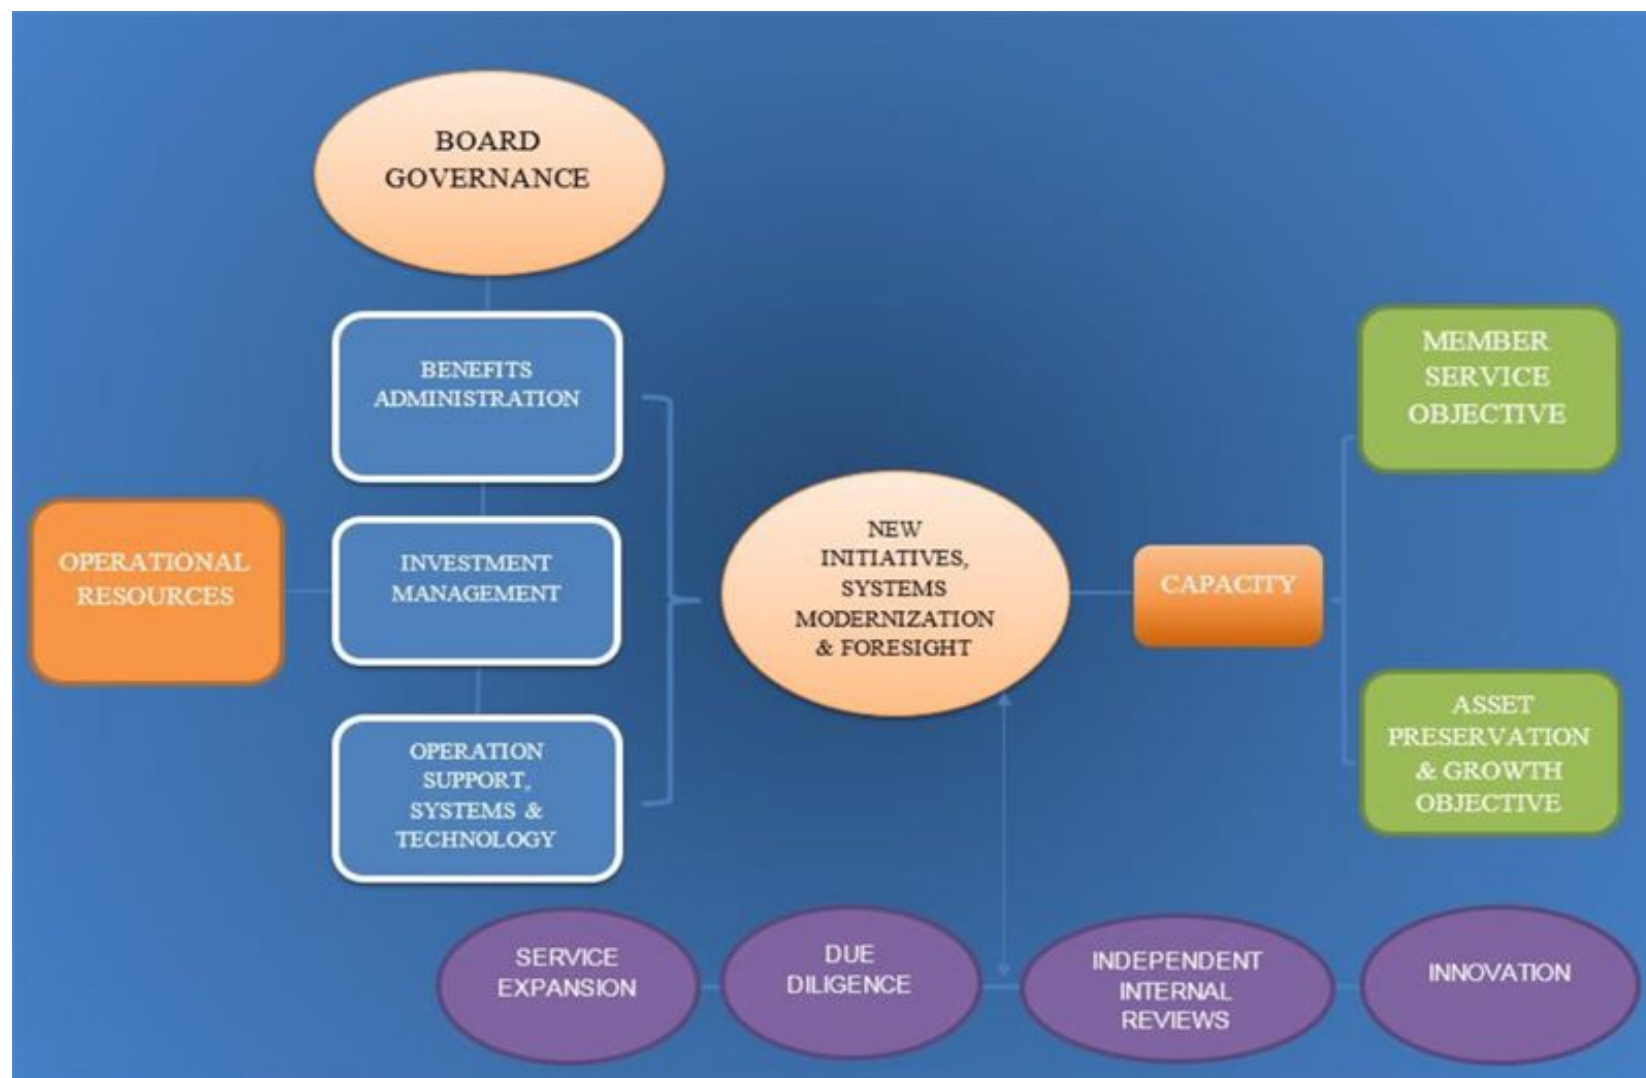 BOARD
GOVERNANCE
BENEFITS
ADMINISTRATION
OPERATIONAL
RESOURCES
INVESTMENT
MANAGEMENT
OPERATION
SUPPORT,
SYSTEMS &
TECHNOLOGY
NEW
INITIATIVES,
SYSTEMS
MODERNIZATION
& FORESIGHT
CAPACITY
MEMBER
SERVICE
OBJECTIVE
ASSET
PRESERVATION
& GROWTH
OBJECTIVE
SERVICE
EXPANSION
DUE
DILIGENCE
INDEPENDENT
INTERNAL
REVIEWS
INNOVATION